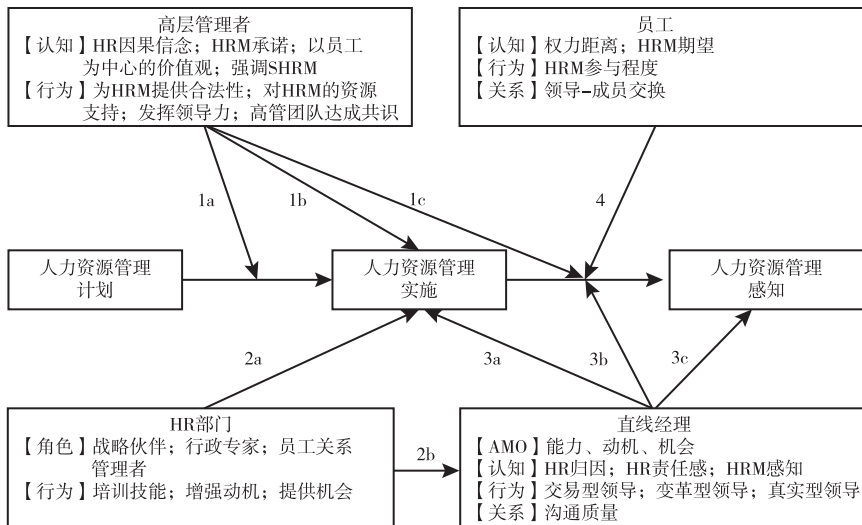 高层管理者
【认知】HR因果信念；HRM承诺；以员工
为中心的价值观；强调SHRM
【行为】为HRM提供合法性；对HRM的资源
支持；发挥领导力；高管团队达成共识
员工
【认知】权力距离；HRM期望
【行为】HRM参与程度
【关系】领导-成员交换
1a
1b
1c
4
人力资源管理
计划
人力资源管理
实施
人力资源管理
感知
2a
3a
3b
3c
HR部门
【角色】战略伙伴；行政专家；员工关系
管理者
【行为】培训技能；增强动机；提供机会
2b
直线经理
【AMO】能力、动机、机会
【认知】HR归因；HR责任感；HRM感知
【行为】交易型领导；变革型领导；真实型领导
【关系】沟通质量